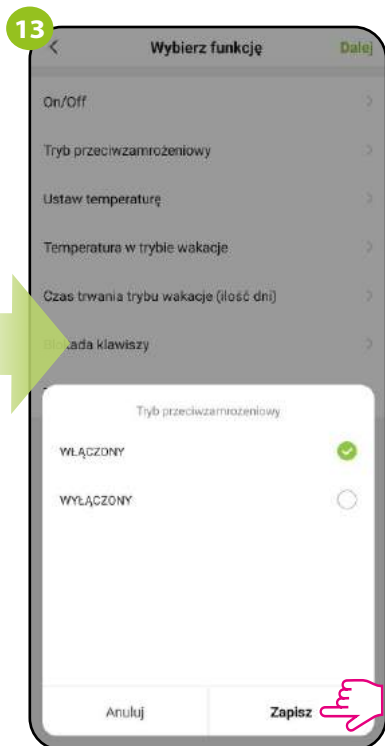 13
Wybierz funkcję
Dalej
On/Off
Tryb przeciwzamrożeniowy
Ustaw temperaturę
Temperatura w trybie wakacje
Czas trwania trybu wakacje (ilość dni)
klawiszy
Tryb przeciwzamrożeniowy
WŁĄCZONY
WYŁĄCZONY
Anuluj
Zapisz